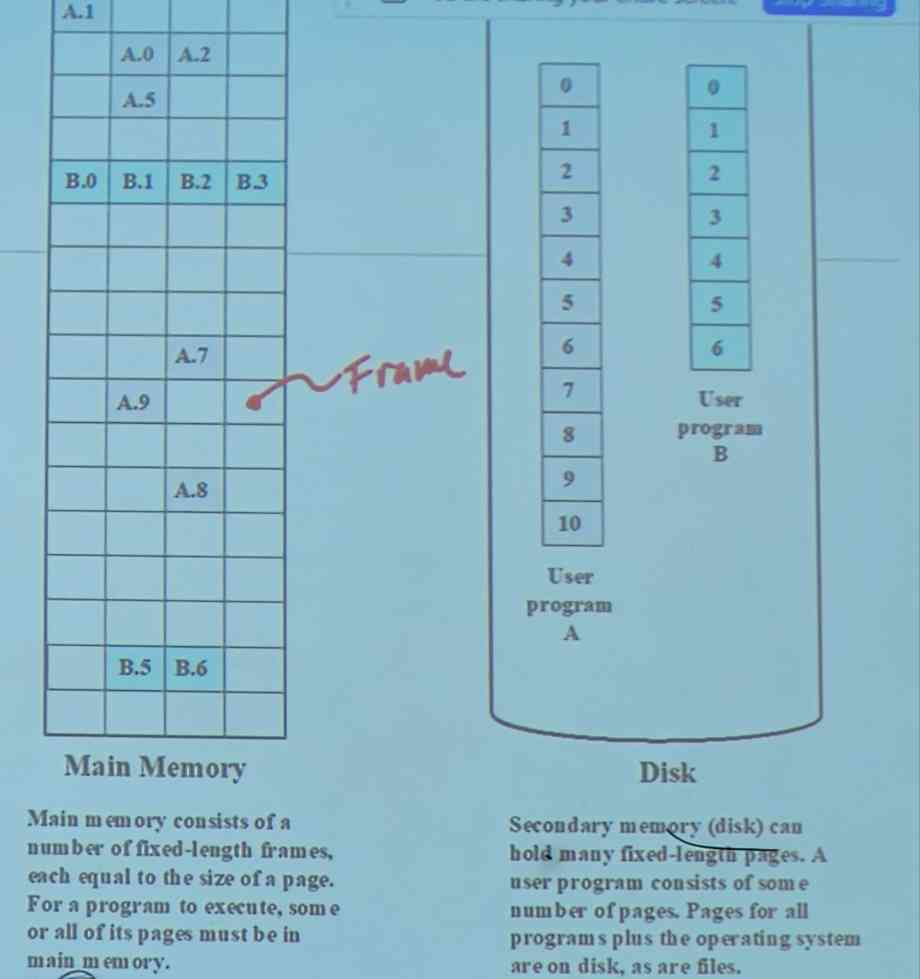 A.1
A.0 A.2
A.5
B.0 B.1 B.2 B.3
A.7
A.9
A.8
B.5 B.6
Frame
Main Memory
Main memory consists of a
number of fixed-length frames,
each equal to the size of a page.
For a program to execute, some
or all of its pages must be in
main memory.
0
1
2
3
4
5
6
7
8
9
10
User
program
A
0
1
2
3
4
5
6
User
program
B
Disk
Secondary memory (disk) can
hold many fixed-length pages. A
user program consists of some
number of pages. Pages for all
programs plus the operating system
are on disk, as are files.